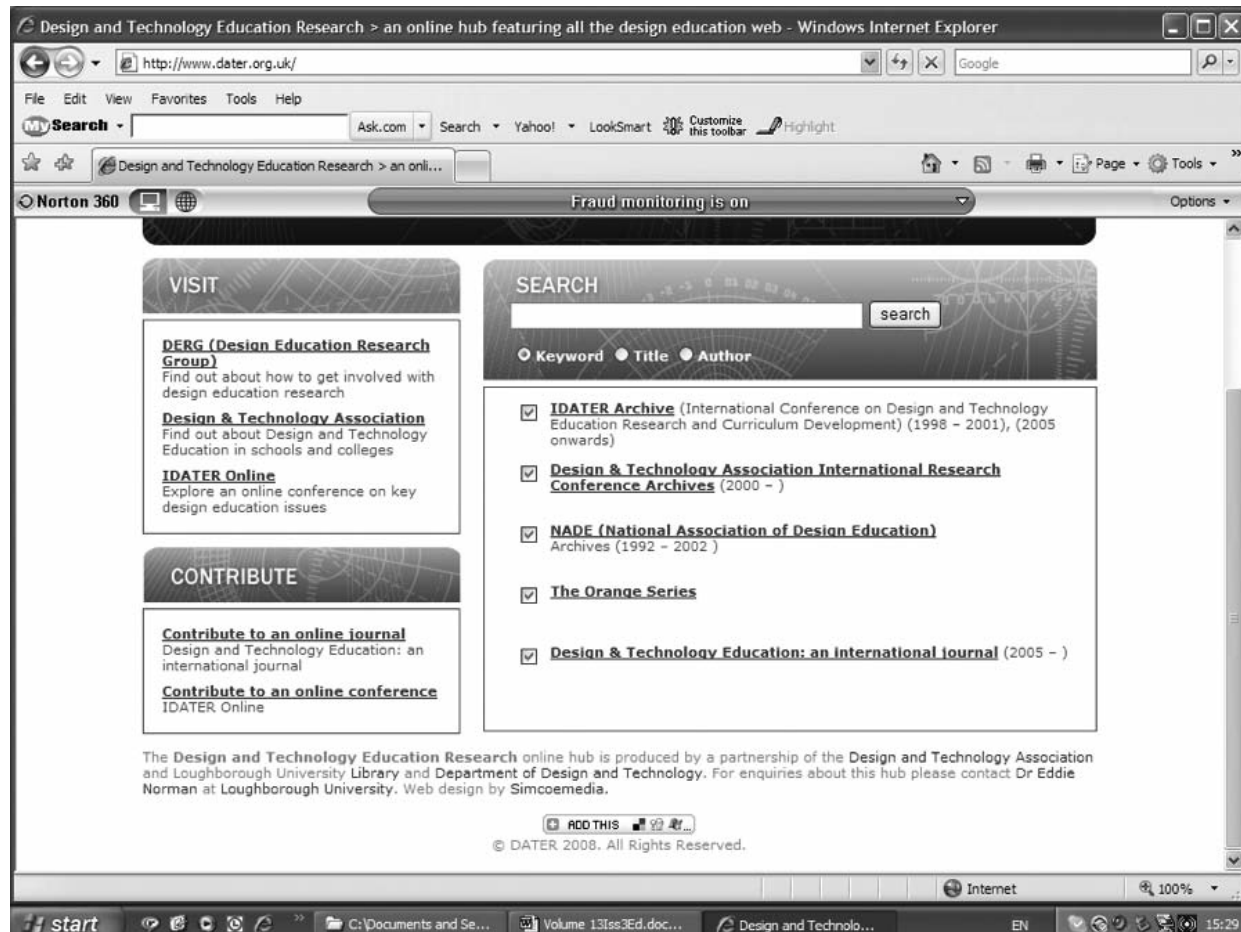 Design and Technology Education Research > an online hub featuring all the design education web - Windows Internet Explorer
http://www.dater.org.uk/
Google
File Edit View Favorites Tools Help
My Search
Ask.com Search Yahoo! LookSmart Customize this toolbar Highlight
Design and Technology Education Research > an onli...
Page Tools »
Norton 360
Fraud monitoring is on
Options
VISIT
DERG (Design Education Research
Group)
Find out about how to get involved with
design education research
Design & Technology Association
Find out about Design and Technology
Education in schools and colleges
IDATER Online
Explore an online conference on key
design education issues
CONTRIBUTE
Contribute to an online journal
Design and Technology Education: an
international journal
Contribute to an online conference
IDATER Online
SEARCH
search
Keyword Title Author
IDATER Archive (International Conference on Design and Technology
Education Research and Curriculum Development) (1998 – 2001), (2005
onwards)
Design & Technology Association International Research
Conference Archives (2000 – )
NADE (National Association of Design Education)
Archives (1992 – 2002 )
The Orange Series
Design & Technology Education: an international journal (2005 – )
The Design and Technology Education Research online hub is produced by a partnership of the Design and Technology Association
and Loughborough University Library and Department of Design and Technology. For enquiries about this hub please contact Dr Eddie
Norman at Loughborough University. Web design by Simcoemedia.
ADD THIS
© DATER 2008. All Rights Reserved.
Internet 100%
start » C:\Documents and Se... Volume 13Iss3Ed.doc... Design and Technolo... EN 15:29